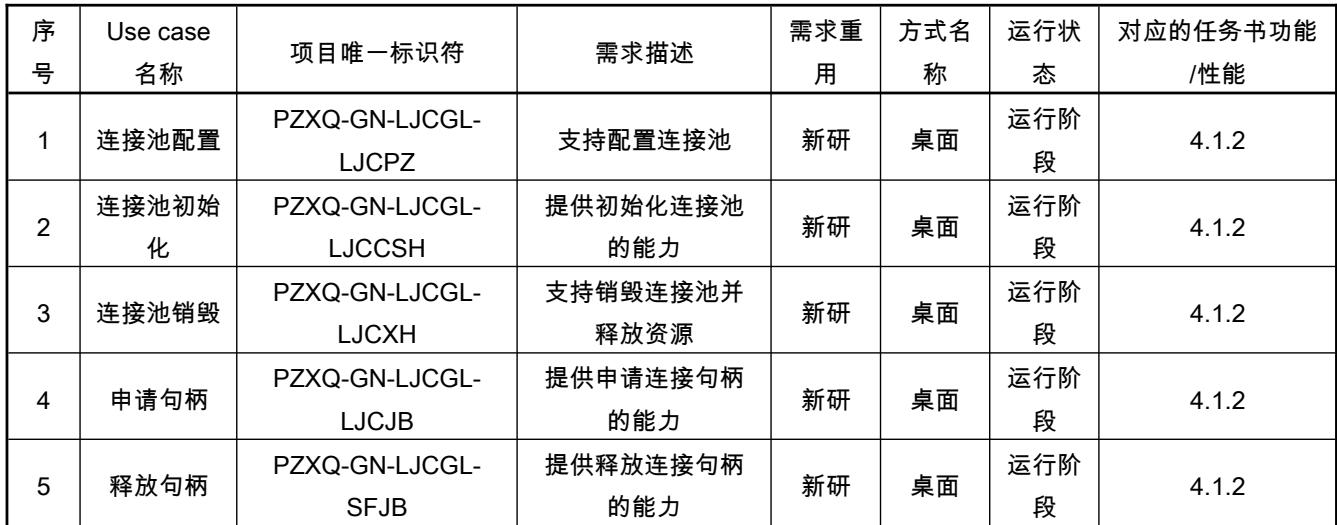 序号 Use case 名称 项目唯一标识符 需求描述 需求重用 方式名称 运行状态 对应的任务书功能/性能
1 连接池配置 PZXQ-GN-LJCGL-LJCPZ 支持配置连接池 新研 桌面 运行阶段 4.1.2
2 连接池初始化 PZXQ-GN-LJCGL-LJCCSH 提供初始化连接池的能力 新研 桌面 运行阶段 4.1.2
3 连接池销毁 PZXQ-GN-LJCGL-LJCXH 支持销毁连接池并释放资源 新研 桌面 运行阶段 4.1.2
4 申请句柄 PZXQ-GN-LJCGL-LJCJB 提供申请连接句柄的能力 新研 桌面 运行阶段 4.1.2
5 释放句柄 PZXQ-GN-LJCGL-SFJB 提供释放连接句柄的能力 新研 桌面 运行阶段 4.1.2